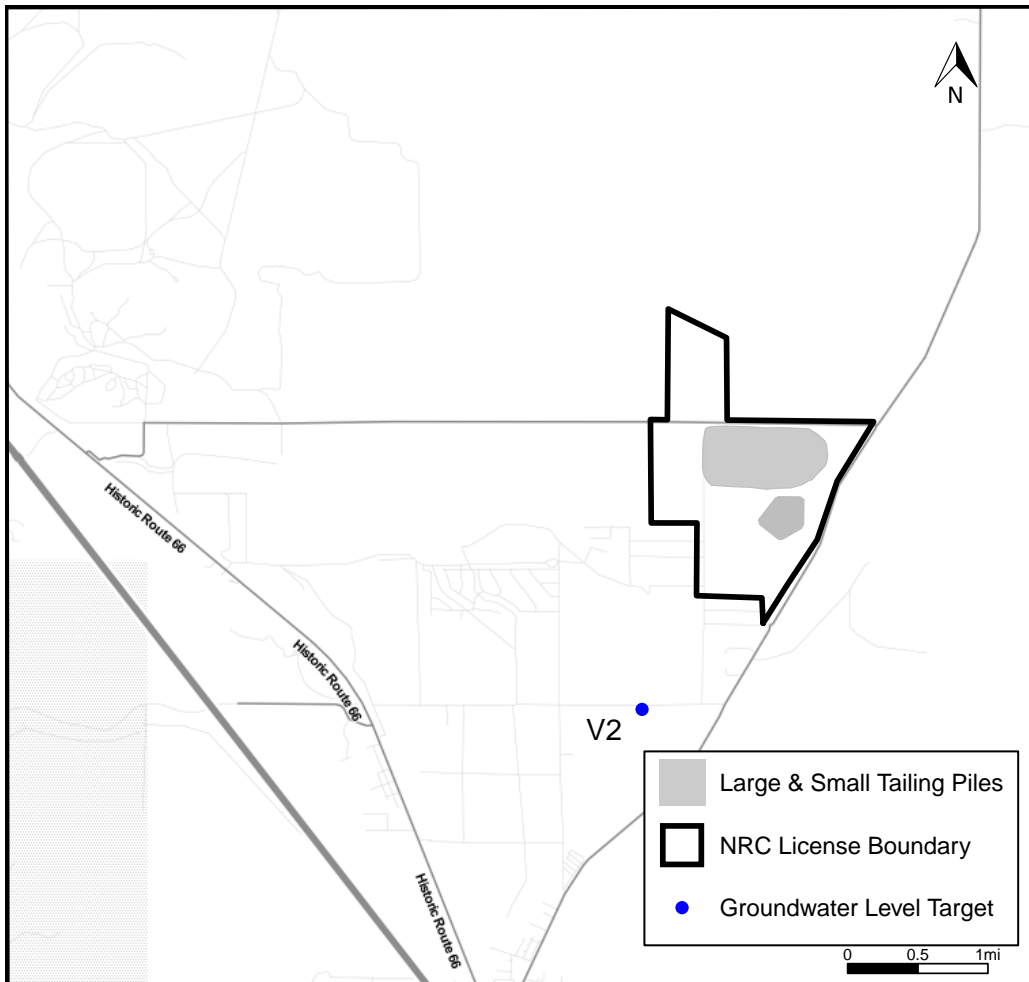 N
Historic Route 66
Historic Route 66
V2
Large & Small Tailing Piles
NRC License Boundary
Historic Route 66
Groundwater Level Target
0 0.5 1mi